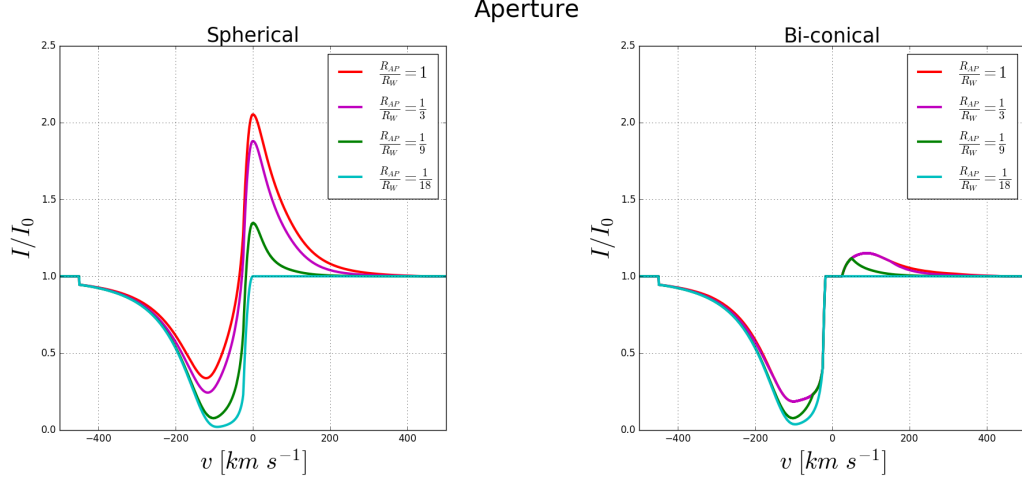 Aperture
Spherical
2.5
2.0
1.5
1.0
0.5
0.0
I/I₀
R_AP/R_W = 1
R_AP/R_W = 1/3
R_AP/R_W = 1/9
R_AP/R_W = 1/18
−400 −200 0 200 400
v [km s⁻¹]
Bi-conical
2.5
2.0
1.5
1.0
0.5
0.0
I/I₀
R_AP/R_W = 1
R_AP/R_W = 1/3
R_AP/R_W = 1/9
R_AP/R_W = 1/18
−400 −200 0 200 400
v [km s⁻¹]